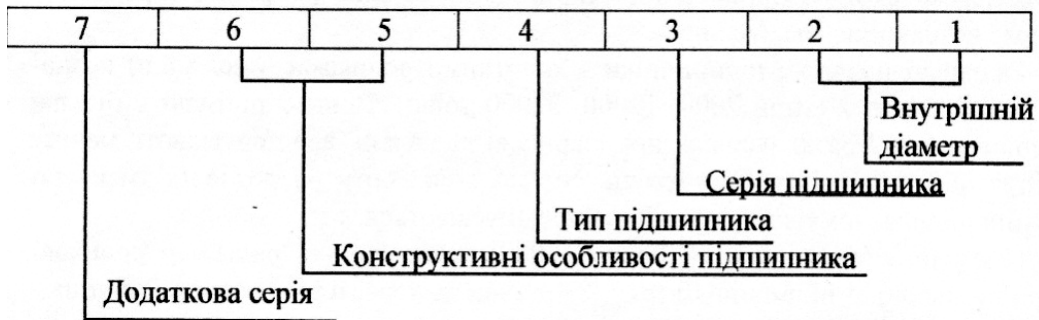 7 6 5 4 3 2 1
Внутрішній
діаметр
Серія підшипника
Тип підшипника
Конструктивні особливості підшипника
Додаткова серія